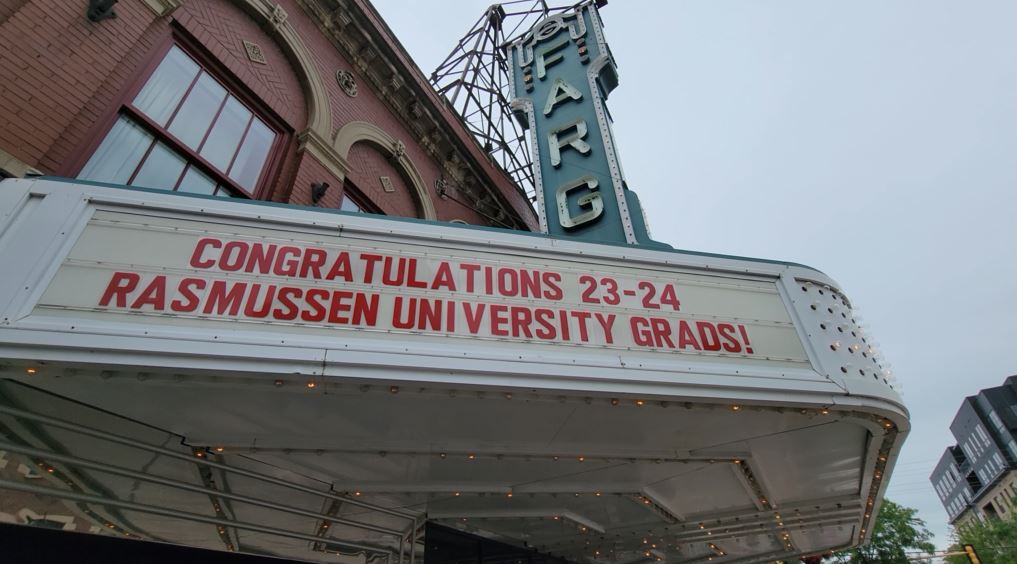 FARG
CONGRATULATIONS 23-24
RASMUSSEN UNIVERSITY GRADS!